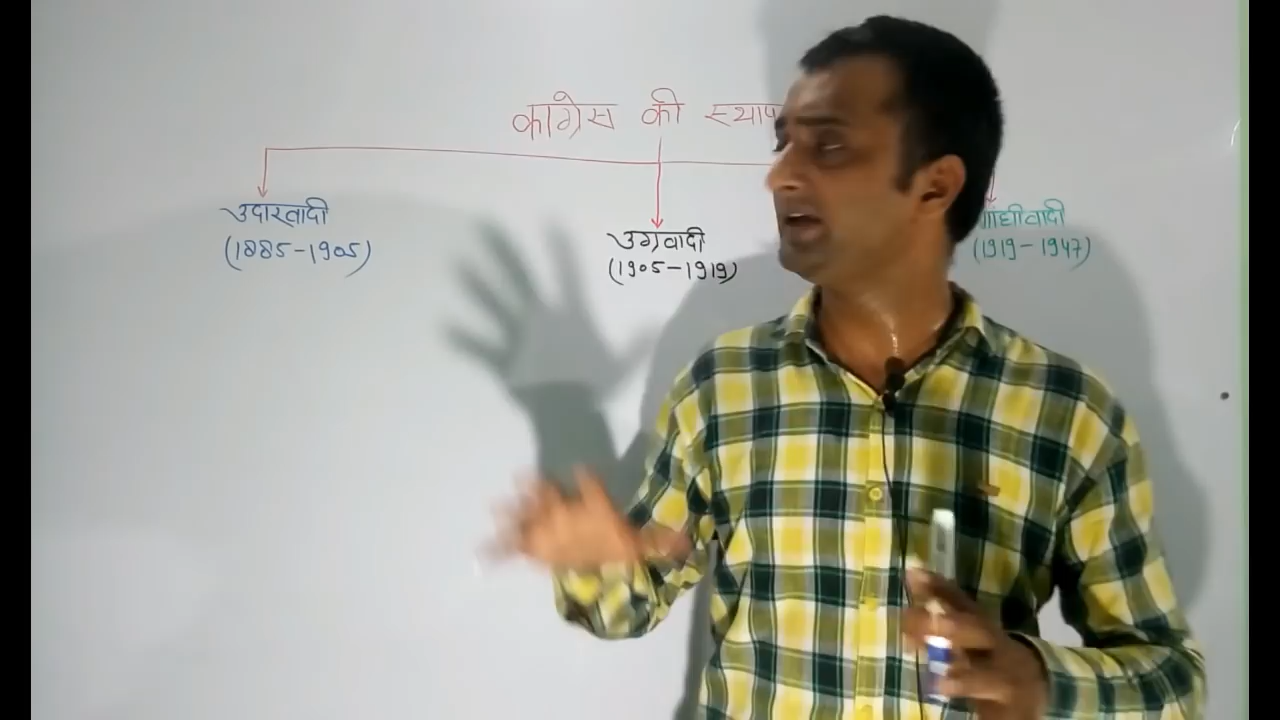 कांग्रेस की स्थाप
उदारवादी
(1885-1905)
उग्रवादी
(1905-1919)
गांधीवादी
(1919-1947)